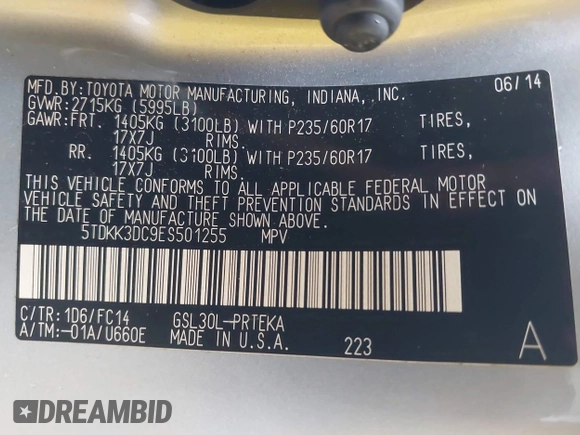 MFD.BY:TOYOTA MOTOR MANUFACTURING, INDIANA, INC. 06/14
GVWR:2715KG (5995LB)
GAWR:FRT. 1405KG (3100LB) WITH P235/60R17 TIRES,
17X7J RIMS.
RR. 1405KG (3100LB) WITH P235/60R17 TIRES,
17X7J RIMS.
THIS VEHICLE CONFORMS TO ALL APPLICABLE FEDERAL MOTOR
VEHICLE SAFETY AND THEFT PREVENTION STANDARDS IN EFFECT ON
THE DATE OF MANUFACTURE SHOWN ABOVE.
5TDKK3DC9ES501255 MPV
C/TR:1D6/FC14 GSL30L-PRTEKA
A/TM:-01A/U660E MADE IN U.S.A. 223 A
DREAMBID